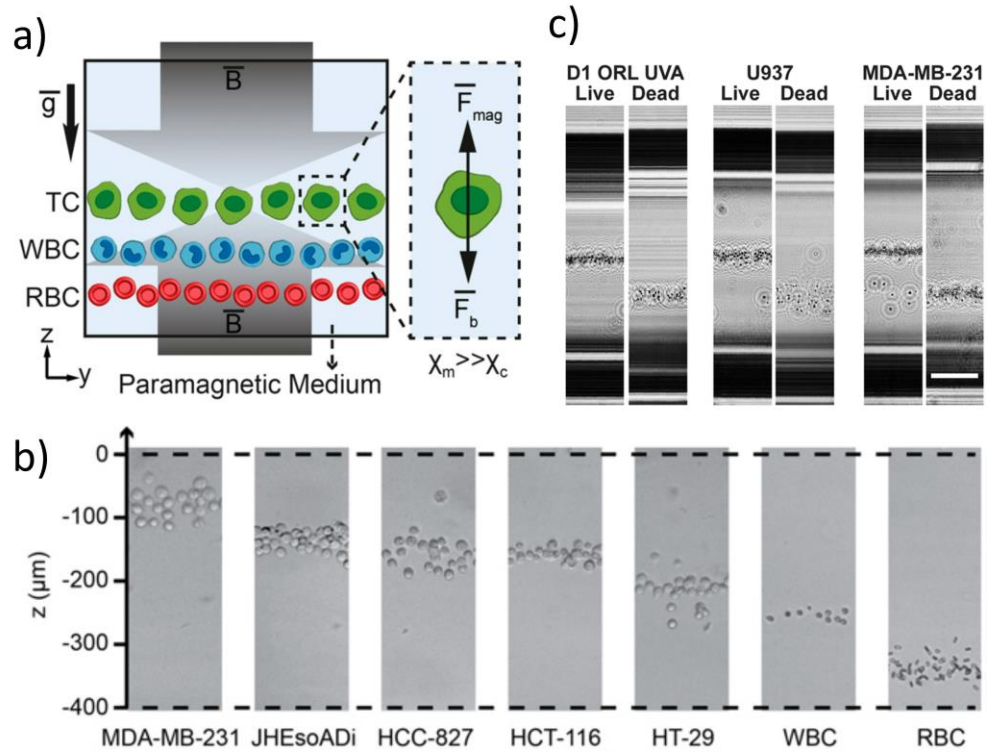 a)
B̅
g̅
TC
WBC
RBC
B̅
z
y
Paramagnetic Medium
F̅mag
F̅b
χm>>χc
c)
D1 ORL UVA U937 MDA-MB-231
Live Dead Live Dead Live Dead
b)
0
-100
-200
-300
-400
z (μm)
MDA-MB-231 JHEsoADi HCC-827 HCT-116 HT-29 WBC RBC